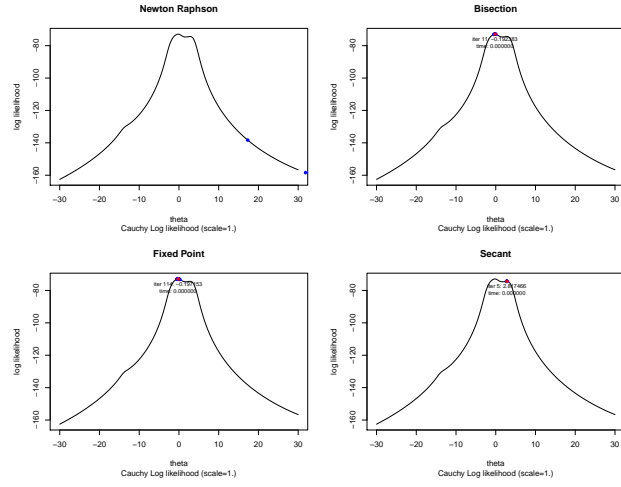 Newton Raphson
log likelihood
−80
−100
−120
−140
−160
−30 −20 −10 0 10 20 30
theta
Cauchy Log likelihood (scale=1.)
Bisection
log likelihood
−80
−100
−120
−140
−160
iter 11: −0.192383
time: 0.000000
−30 −20 −10 0 10 20 30
theta
Cauchy Log likelihood (scale=1.)
Fixed Point
log likelihood
−80
−100
−120
−140
−160
time: 0.000000
−30 −20 −10 0 10 20 30
theta
Cauchy Log likelihood (scale=1.)
Secant
log likelihood
−80
−100
−120
−140
−160
iter 5:
time: 0.000000
−30 −20 −10 0 10 20 30
theta
Cauchy Log likelihood (scale=1.)